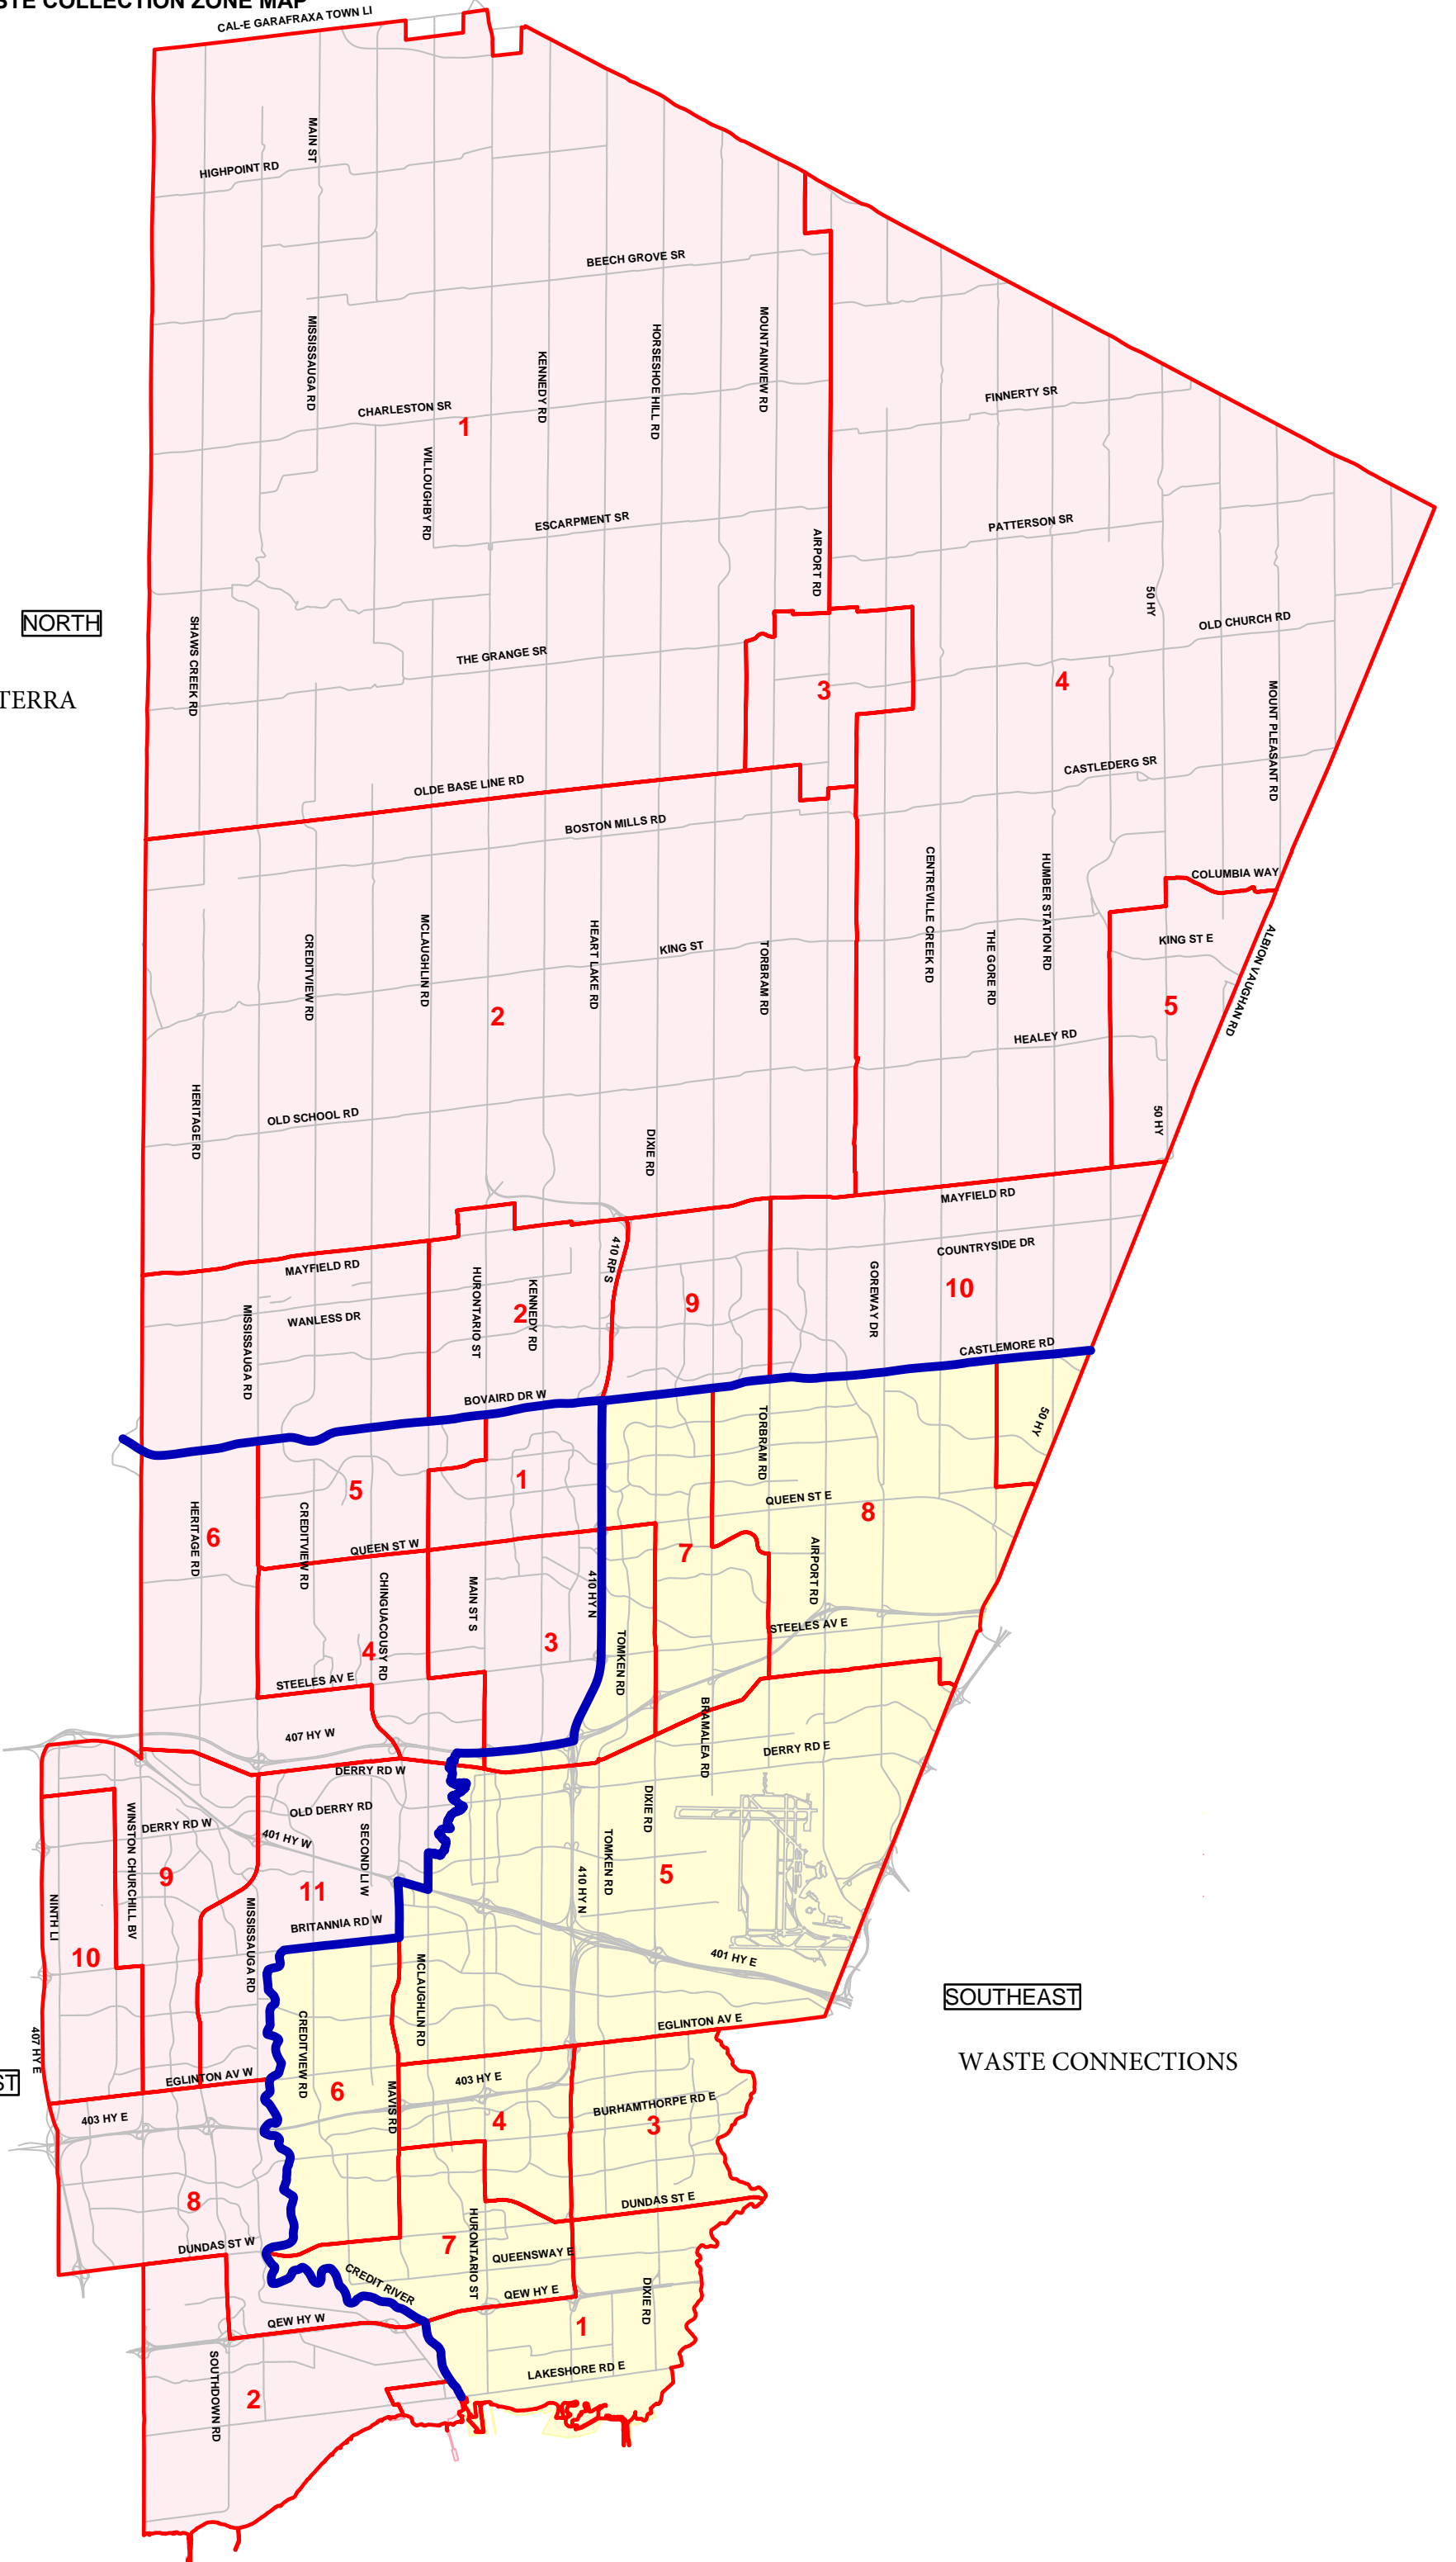 STE COLLECTION ZONE MAP
CAL-E GARAFRAXA TOWN LI
MAIN ST
HIGHPOINT RD
BEECH GROVE SR
MISSISSAUGA RD
KENNEDY RD
HORSESHOE HILL RD
MOUNTAINVIEW RD
FINNERTY SR
CHARLESTON SR
1
WILLOUGHBY RD
ESCARPMENT SR
AIRPORT RD
PATTERSON SR
50 HY
NORTH
SHAWS CREEK RD
OLD CHURCH RD
THE GRANGE SR
3
4
TERRA
MOUNT PLEASANT RD
OLDE BASE LINE RD
CASTLEDERG SR
BOSTON MILLS RD
CENTREVILLE CREEK RD
HUMBER STATION RD
COLUMBIA WAY
CREDITVIEW RD
MCLAUHLIN RD
HEART LAKE RD
KING ST
TORBRAM RD
THE GORE RD
KING ST E
ALBION VAUGHAN RD
2
5
HEALEY RD
HERITAGE RD
OLD SCHOOL RD
DIXIE RD
50 HY
MAYFIELD RD
MAYFIELD RD
HURONTARIO ST
KENNEDY RD
410 RP S
GOREWAY DR
COUNTRYSIDE DR
10
MISSISSAUGA RD
WANLESS DR
2
9
CASTLEMORE RD
BOVAIRD DR W
TORBRAM RD
50 HY
5
1
QUEEN ST E
8
HERITAGE RD
6
CREDITVIEW RD
QUEEN ST W
7
AIRPORT RD
CHINGUACOUSY RD
MAIN ST S
410 HY N
4
3
TOMKEN RD
STEELES AV E
STEELES AV E
BRAMALEA RD
407 HY W
DERRY RD E
DERRY RD W
DIXIE RD
OLD DERRY RD
WINSTON CHURCHILL BV
DERRY RD W
401 HY W
SECOND LI W
TOMKEN RD
9
11
410 HY N
5
NINTH LI
MISSISSAUGA RD
BRITANNIA RD W
10
MCLAUGHLIN RD
401 HY E
SOUTHEAST
CREDITVIEW RD
EGLINTON AV E
407 HY E
WASTE CONNECTIONS
ST
EGLINTON AV W
6
MAVIS RD
403 HY E
403 HY E
4
BURHAMTHORPE RD E
3
8
DUNDAS ST E
DUNDAS ST W
7
HURONTARIO ST
QUEENSWAY E
CREDIT RIVER
QEW HY E
DIXIE RD
QEW HY W
1
SOUTHDOWN RD
LAKESHORE RD E
2